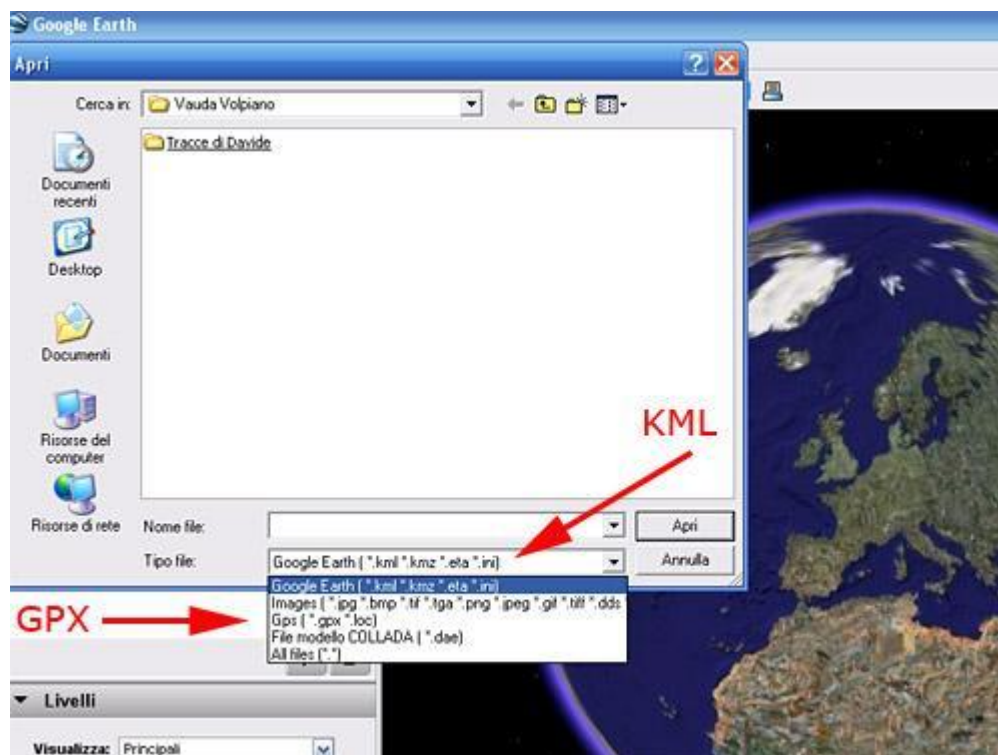 Google Earth
Apri
Cerca in:
Vauda Volpiano
Tracce di Davide
Documenti
recenti
Desktop
Documenti
Risorse del
computer
Risorse di rete
KML
Nome file:
Apri
Tipo file:
Google Earth ( *.kml *.kmz *.eta *.ini)
Annulla
Google Earth ( *.kml *.kmz *.eta *.ini)
Images ( *.jpg *.bmp *.tif *.tga *.png *.jpeg *.gif *.tiff *.dds
GPX
Gps ( *.gpx *.loc)
File modello COLLADA ( *.dae)
All files (*.*)
Livelli
Visualizza: Principali